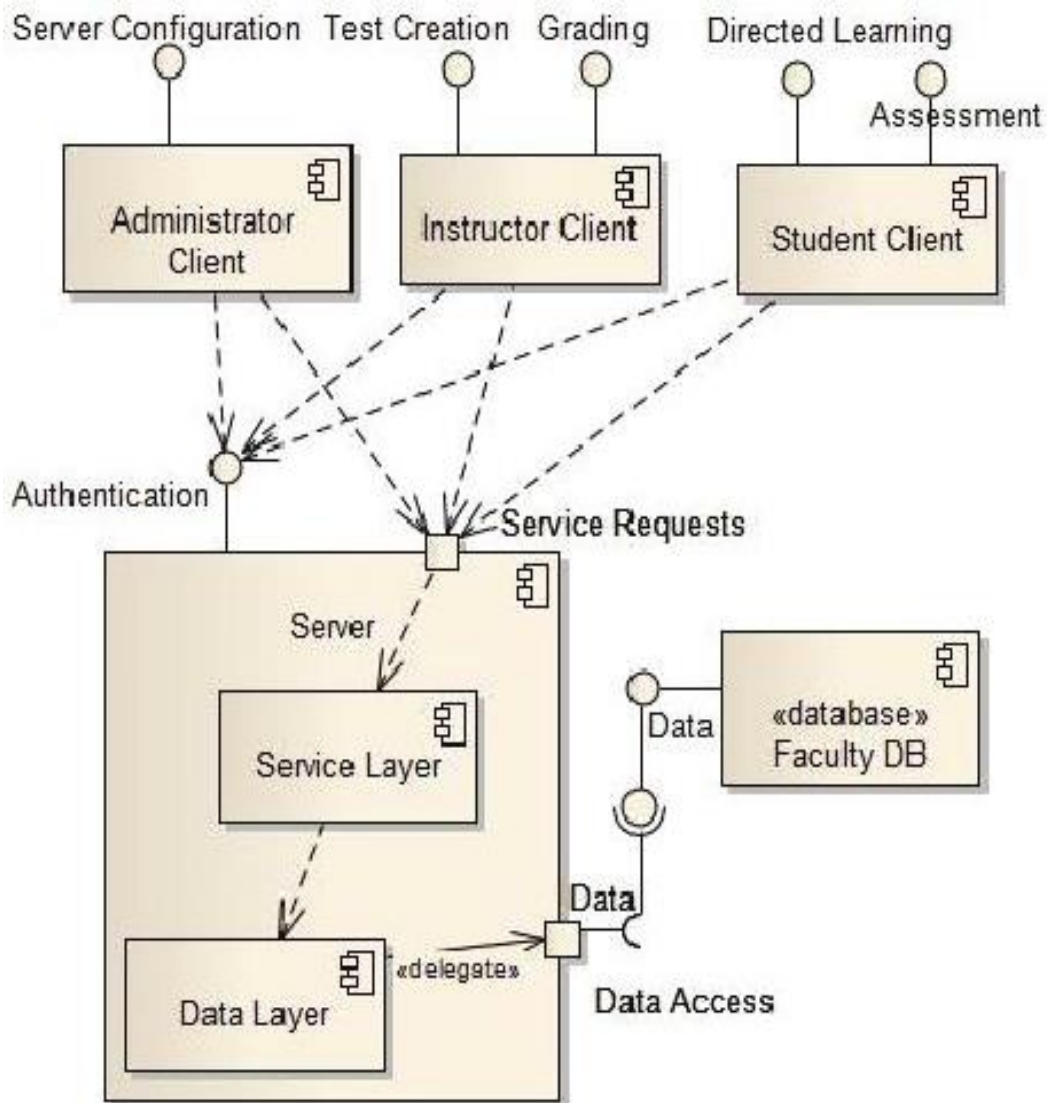 Server Configuration
Test Creation
Grading
Directed Learning
Assessment
Administrator
Client
Instructor Client
Student Client
Authentication
Service Requests
Server
Service Layer
Data
«database»
Faculty DB
Data
Data Layer
«delegate»
Data Access